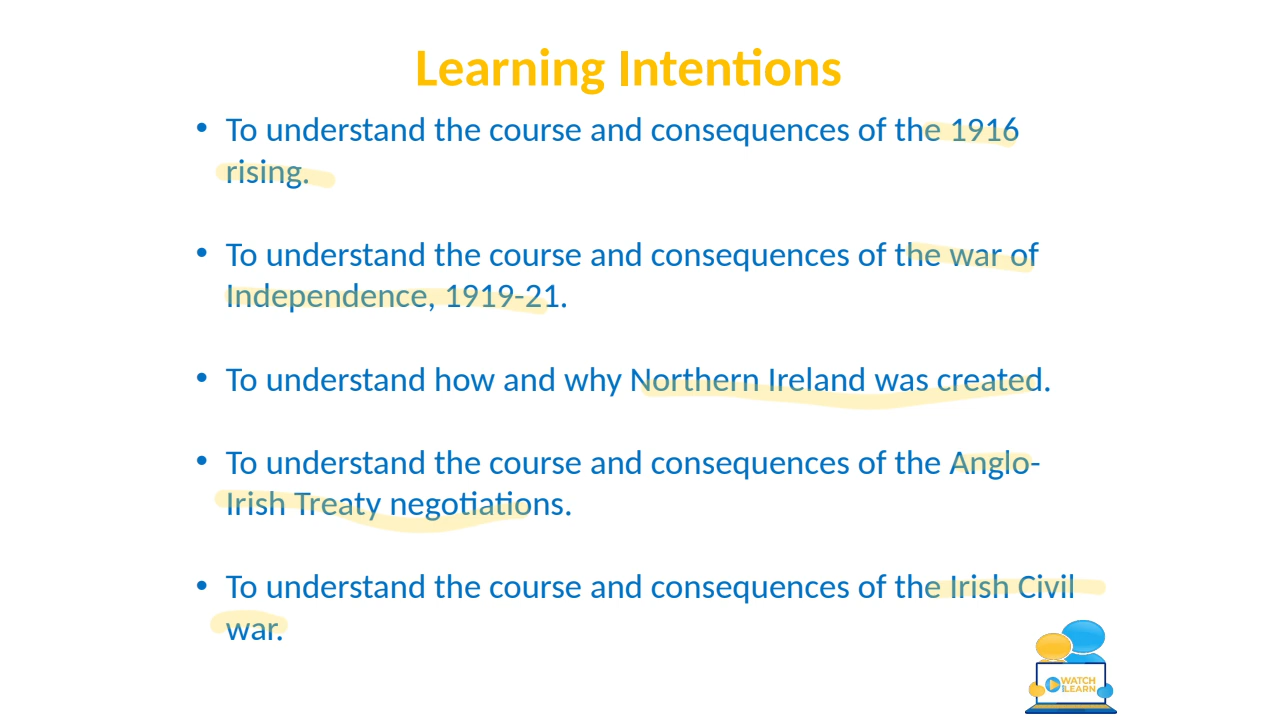 Learning Intentions
• To understand the course and consequences of the 1916
rising.
• To understand the course and consequences of the war of
Independence, 1919-21.
• To understand how and why Northern Ireland was created.
• To understand the course and consequences of the Anglo-
Irish Treaty negotiations.
• To understand the course and consequences of the Irish Civil
war.
WATCH
LEARN